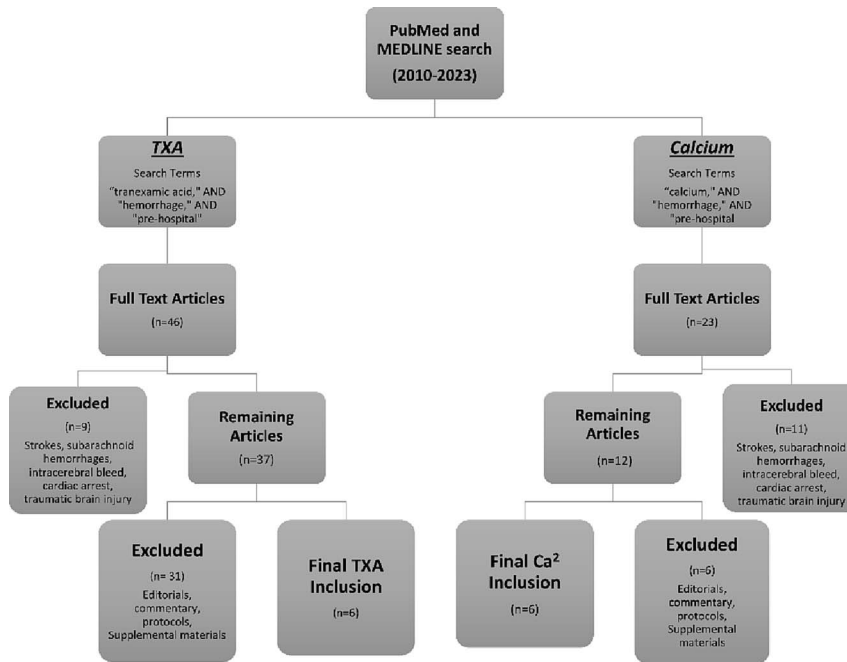 PubMed and
MEDLINE search
(2010-2023)
TXA
Search Terms
"tranexamic acid," AND
"hemorrhage," AND
"pre-hospital"
Calcium
Search Terms
"calcium," AND
"hemorrhage," AND
"pre-hospital
Full Text Articles
(n=46)
Full Text Articles
(n=23)
Excluded
(n=9)
Strokes, subarachnoid
hemorrhages,
intracerebral bleed,
cardiac arrest,
traumatic brain injury
Remaining
Articles
(n=37)
Remaining
Articles
(n=12)
Excluded
(n=11)
Strokes, subarachnoid
hemorrhages,
intracerebral bleed,
cardiac arrest,
traumatic brain injury
Excluded
(n= 31)
Editorials,
commentary,
protocols,
Supplemental materials
Final TXA
Inclusion
(n=6)
Final Ca²
Inclusion
(n=6)
Excluded
(n=6)
Editorials,
commentary,
protocols,
Supplemental
materials